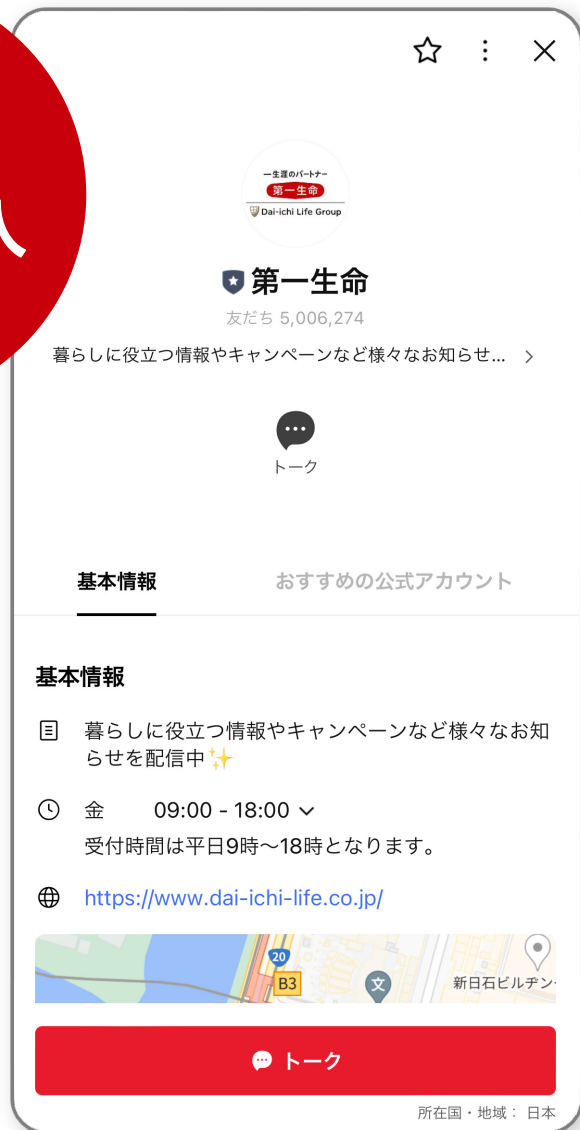 一生涯のパートナー
第一生命
Dai-ichi Life Group
第一生命
友だち 5,006,274
暮らしに役立つ情報やキャンペーンなど様々なお知らせ...
トーク
基本情報
おすすめの公式アカウント
基本情報
暮らしに役立つ情報やキャンペーンなど様々なお知
らせを配信中✨
金 09:00 - 18:00
受付時間は平日9時〜18時となります。
https://www.dai-ichi-life.co.jp/
20
B3
文
新日石ビルヂン
トーク
所在国・地域： 日本